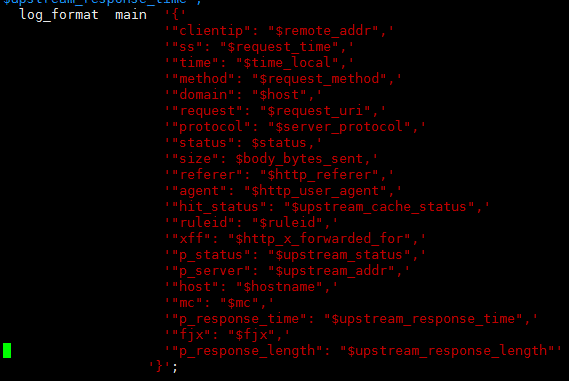 $upstream_response_time';
log_format main '{'
'"clientip": "$remote_addr",'
'"ss": "$request_time",'
'"time": "$time_local",'
'"method": "$request_method",'
'"domain": "$host",'
'"request": "$request_uri",'
'"protocol": "$server_protocol",'
'"status": $status,'
'"size": $body_bytes_sent,'
'"referer": "$http_referer",'
'"agent": "$http_user_agent",'
'"hit_status": "$upstream_cache_status",'
'"ruleid": "$ruleid",'
'"xff": "$http_x_forwarded_for",'
'"p_status": "$upstream_status",'
'"p_server": "$upstream_addr",'
'"host": "$hostname",'
'"mc": "$mc",'
'"p_response_time": "$upstream_response_time",'
'"fjx": "$fjx",'
'"p_response_length": "$upstream_response_length"'
'}';